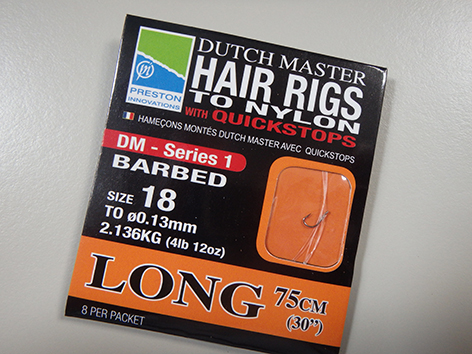 PRESTON
INNOVATIONS
DUTCH MASTER
HAIR RIGS
TO NYLON
WITH QUICKSTOPS
HAMEÇONS MONTÉS DUTCH MASTER AVEC QUICKSTOPS
DM - Series 1
BARBED
SIZE 18
TO ø0.13mm
2.136KG (4lb 12oz)
LONG 75CM
(30”)
8 PER PACKET